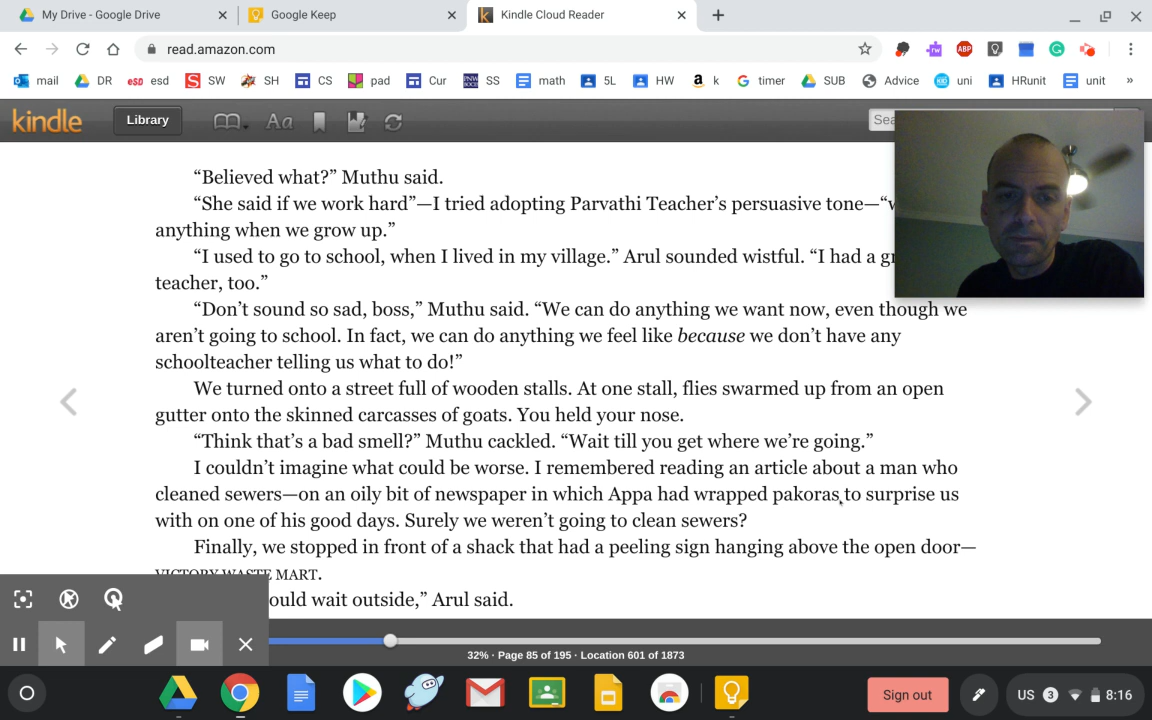 My Drive - Google Drive
Google Keep
Kindle Cloud Reader
read.amazon.com
ABP
mail DR esd esd S SW SH CS pad Cur SS math 5L HW a k G timer SUB Advice uni HRunit unit »
kindle Library Aa Sea
“Believed what?” Muthu said.
“She said if we work hard”—I tried adopting Parvathi Teacher’s persuasive tone—“
anything when we grow up.”
“I used to go to school, when I lived in my village.” Arul sounded wistful. “I had a
teacher, too.”
“Don’t sound so sad, boss,” Muthu said. “We can do anything we want now, even though we
aren’t going to school. In fact, we can do anything we feel like because we don’t have any
schoolteacher telling us what to do!”
We turned onto a street full of wooden stalls. At one stall, flies swarmed up from an open
gutter onto the skinned carcasses of goats. You held your nose.
“Think that’s a bad smell?” Muthu cackled. “Wait till you get where we’re going.”
I couldn’t imagine what could be worse. I remembered reading an article about a man who
cleaned sewers—on an oily bit of newspaper in which Appa had wrapped pakoras to surprise us
with on one of his good days. Surely we weren’t going to clean sewers?
Finally, we stopped in front of a shack that had a peeling sign hanging above the open door—
VICTORY WASTE MART.
ould wait outside,” Arul said.
32% · Page 85 of 195 · Location 601 of 1873
Sign out
US 3 8:16